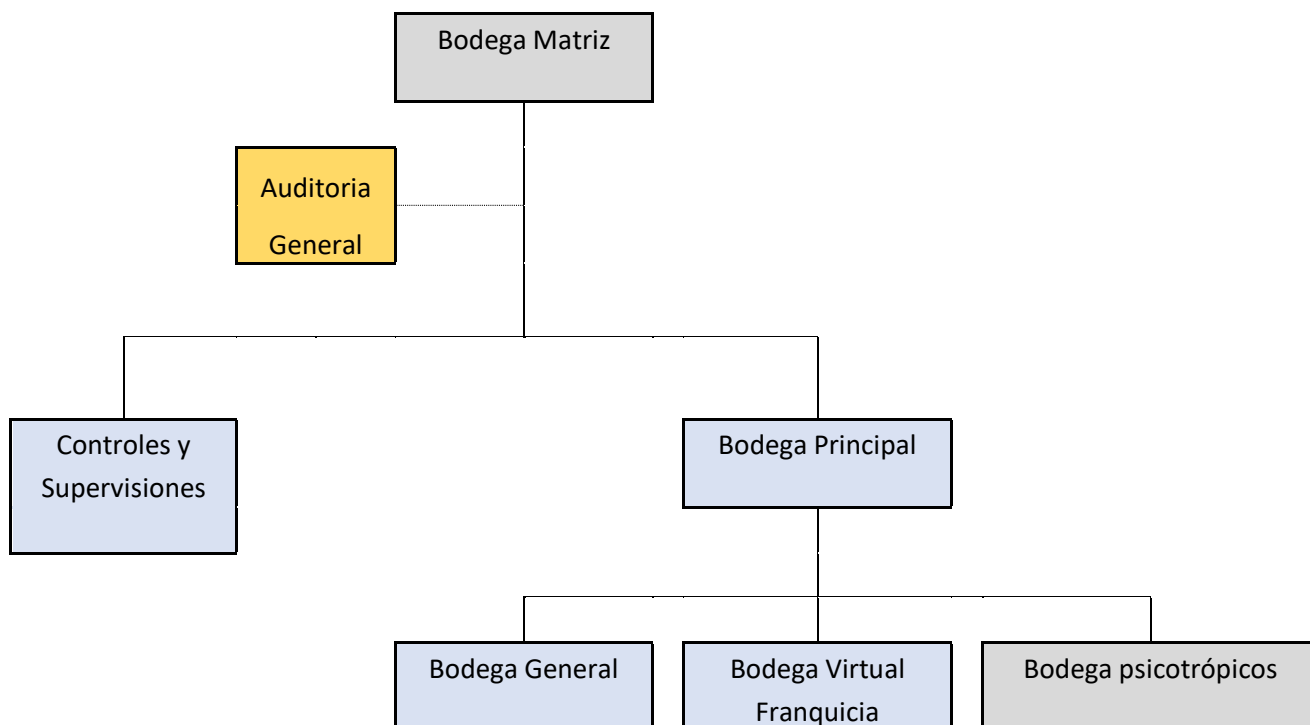 Bodega Matriz
Auditoria
General
Controles y
Supervisiones
Bodega Principal
Bodega General
Bodega Virtual
Franquicia
Bodega psicotrópicos